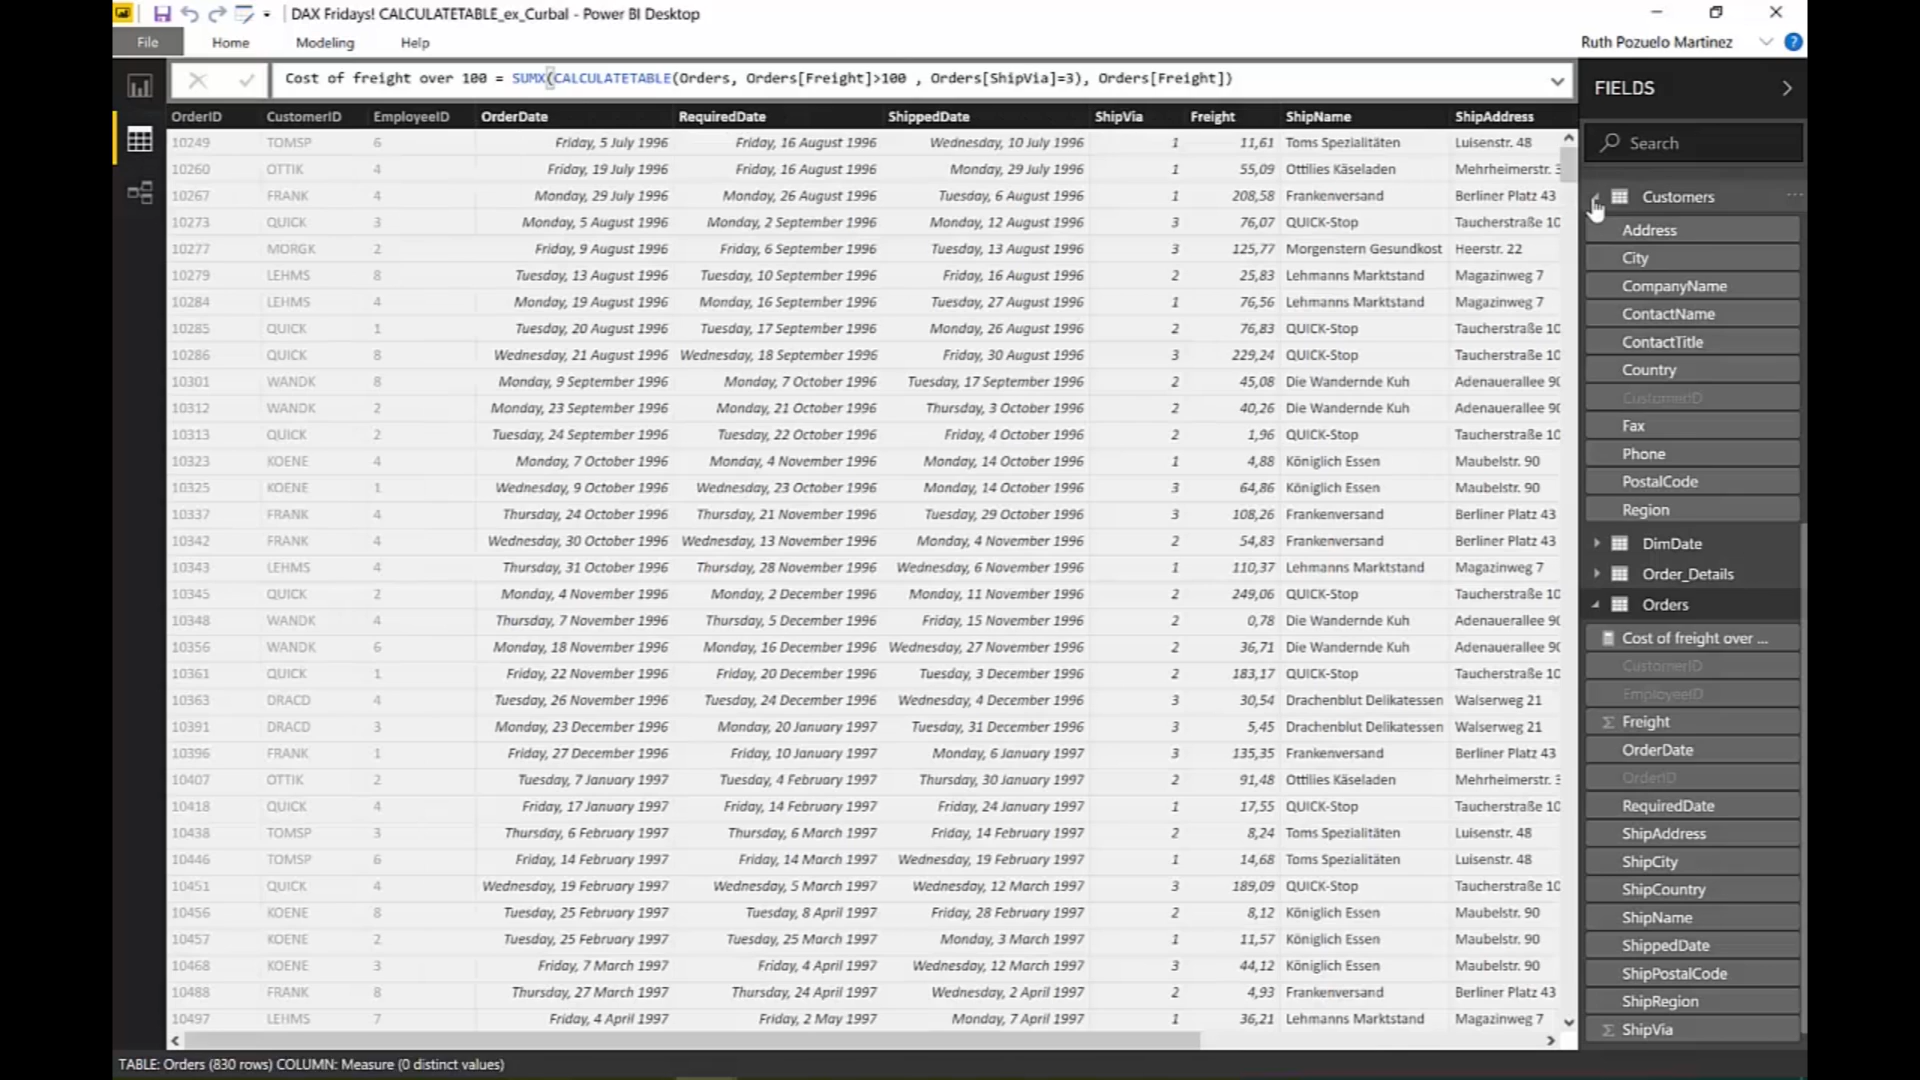 DAX Fridays! CALCULATETABLE_ex_Curbal - Power BI Desktop
File Home Modeling Help Ruth Pozuelo Martinez ?
Cost of freight over 100 = SUMX(CALCULATETABLE(Orders, Orders[Freight]>100 , Orders[ShipVia]=3), Orders[Freight])
OrderID CustomerID EmployeeID OrderDate RequiredDate ShippedDate ShipVia Freight ShipName ShipAddress
10249 TOMSP 6 Friday, 5 July 1996 Friday, 16 August 1996 Wednesday, 10 July 1996 1 11,61 Toms Spezialitäten Luisenstr. 48
10260 OTTIK 4 Friday, 19 July 1996 Friday, 16 August 1996 Monday, 29 July 1996 1 55,09 Ottilies Käseladen Mehrheimerstr. 3
10267 FRANK 4 Monday, 29 July 1996 Monday, 26 August 1996 Tuesday, 6 August 1996 1 208,58 Frankenversand Berliner Platz 43
10273 QUICK 3 Monday, 5 August 1996 Monday, 2 September 1996 Monday, 12 August 1996 3 76,07 QUICK-Stop Taucherstraße 10
10277 MORGK 2 Friday, 9 August 1996 Friday, 6 September 1996 Tuesday, 13 August 1996 3 125,77 Morgenstern Gesundkost Heerstr. 22
10279 LEHMS 8 Tuesday, 13 August 1996 Tuesday, 10 September 1996 Friday, 16 August 1996 2 25,83 Lehmanns Marktstand Magazinweg 7
10284 LEHMS 4 Monday, 19 August 1996 Monday, 16 September 1996 Tuesday, 27 August 1996 1 76,56 Lehmanns Marktstand Magazinweg 7
10285 QUICK 1 Tuesday, 20 August 1996 Tuesday, 17 September 1996 Monday, 26 August 1996 2 76,83 QUICK-Stop Taucherstraße 10
10286 QUICK 8 Wednesday, 21 August 1996 Wednesday, 18 September 1996 Friday, 30 August 1996 3 229,24 QUICK-Stop Taucherstraße 10
10301 WANDK 8 Monday, 9 September 1996 Monday, 7 October 1996 Tuesday, 17 September 1996 2 45,08 Die Wandernde Kuh Adenauerallee 90
10312 WANDK 2 Monday, 23 September 1996 Monday, 21 October 1996 Thursday, 3 October 1996 2 40,26 Die Wandernde Kuh Adenauerallee 90
10313 QUICK 2 Tuesday, 24 September 1996 Tuesday, 22 October 1996 Friday, 4 October 1996 2 1,96 QUICK-Stop Taucherstraße 10
10323 KOENE 4 Monday, 7 October 1996 Monday, 4 November 1996 Monday, 14 October 1996 1 4,88 Königlich Essen Maubelstr. 90
10325 KOENE 1 Wednesday, 9 October 1996 Wednesday, 23 October 1996 Monday, 14 October 1996 3 64,86 Königlich Essen Maubelstr. 90
10337 FRANK 4 Thursday, 24 October 1996 Thursday, 21 November 1996 Tuesday, 29 October 1996 3 108,26 Frankenversand Berliner Platz 43
10342 FRANK 4 Wednesday, 30 October 1996 Wednesday, 13 November 1996 Monday, 4 November 1996 2 54,83 Frankenversand Berliner Platz 43
10343 LEHMS 4 Thursday, 31 October 1996 Thursday, 28 November 1996 Wednesday, 6 November 1996 1 110,37 Lehmanns Marktstand Magazinweg 7
10345 QUICK 2 Monday, 4 November 1996 Monday, 2 December 1996 Monday, 11 November 1996 2 249,06 QUICK-Stop Taucherstraße 10
10348 WANDK 4 Thursday, 7 November 1996 Thursday, 5 December 1996 Friday, 15 November 1996 2 0,78 Die Wandernde Kuh Adenauerallee 90
10356 WANDK 6 Monday, 18 November 1996 Monday, 16 December 1996 Wednesday, 27 November 1996 2 36,71 Die Wandernde Kuh Adenauerallee 90
10361 QUICK 1 Friday, 22 November 1996 Friday, 20 December 1996 Tuesday, 3 December 1996 2 183,17 QUICK-Stop Taucherstraße 10
10363 DRACD 4 Tuesday, 26 November 1996 Tuesday, 24 December 1996 Wednesday, 4 December 1996 3 30,54 Drachenblut Delikatessen Walserweg 21
10391 DRACD 3 Monday, 23 December 1996 Monday, 20 January 1997 Tuesday, 31 December 1996 3 5,45 Drachenblut Delikatessen Walserweg 21
10396 FRANK 1 Friday, 27 December 1996 Friday, 10 January 1997 Monday, 6 January 1997 3 135,35 Frankenversand Berliner Platz 43
10407 OTTIK 2 Tuesday, 7 January 1997 Tuesday, 4 February 1997 Thursday, 30 January 1997 2 91,48 Ottilies Käseladen Mehrheimerstr. 3
10418 QUICK 4 Friday, 17 January 1997 Friday, 14 February 1997 Friday, 24 January 1997 1 17,55 QUICK-Stop Taucherstraße 10
10438 TOMSP 3 Thursday, 6 February 1997 Thursday, 6 March 1997 Friday, 14 February 1997 2 8,24 Toms Spezialitäten Luisenstr. 48
10446 TOMSP 6 Friday, 14 February 1997 Friday, 14 March 1997 Wednesday, 19 February 1997 1 14,68 Toms Spezialitäten Luisenstr. 48
10451 QUICK 4 Wednesday, 19 February 1997 Wednesday, 5 March 1997 Wednesday, 12 March 1997 3 189,09 QUICK-Stop Taucherstraße 10
10456 KOENE 8 Tuesday, 25 February 1997 Tuesday, 8 April 1997 Friday, 28 February 1997 2 8,12 Königlich Essen Maubelstr. 90
10457 KOENE 2 Tuesday, 25 February 1997 Tuesday, 25 March 1997 Monday, 3 March 1997 1 11,57 Königlich Essen Maubelstr. 90
10468 KOENE 3 Friday, 7 March 1997 Friday, 4 April 1997 Wednesday, 12 March 1997 3 44,12 Königlich Essen Maubelstr. 90
10488 FRANK 8 Thursday, 27 March 1997 Thursday, 24 April 1997 Wednesday, 2 April 1997 2 4,93 Frankenversand Berliner Platz 43
10497 LEHMS 7 Friday, 4 April 1997 Friday, 2 May 1997 Monday, 7 April 1997 1 36,21 Lehmanns Marktstand Magazinweg 7
FIELDS
Search
Customers
Address
City
CompanyName
ContactName
ContactTitle
Country
CustomerID
Fax
Phone
PostalCode
Region
DimDate
Order_Details
Orders
Cost of freight over ...
CustomerID
EmployeeID
Freight
OrderDate
OrderID
RequiredDate
ShipAddress
ShipCity
ShipCountry
ShipName
ShippedDate
ShipPostalCode
ShipRegion
ShipVia
TABLE: Orders (830 rows) COLUMN: Measure (0 distinct values)